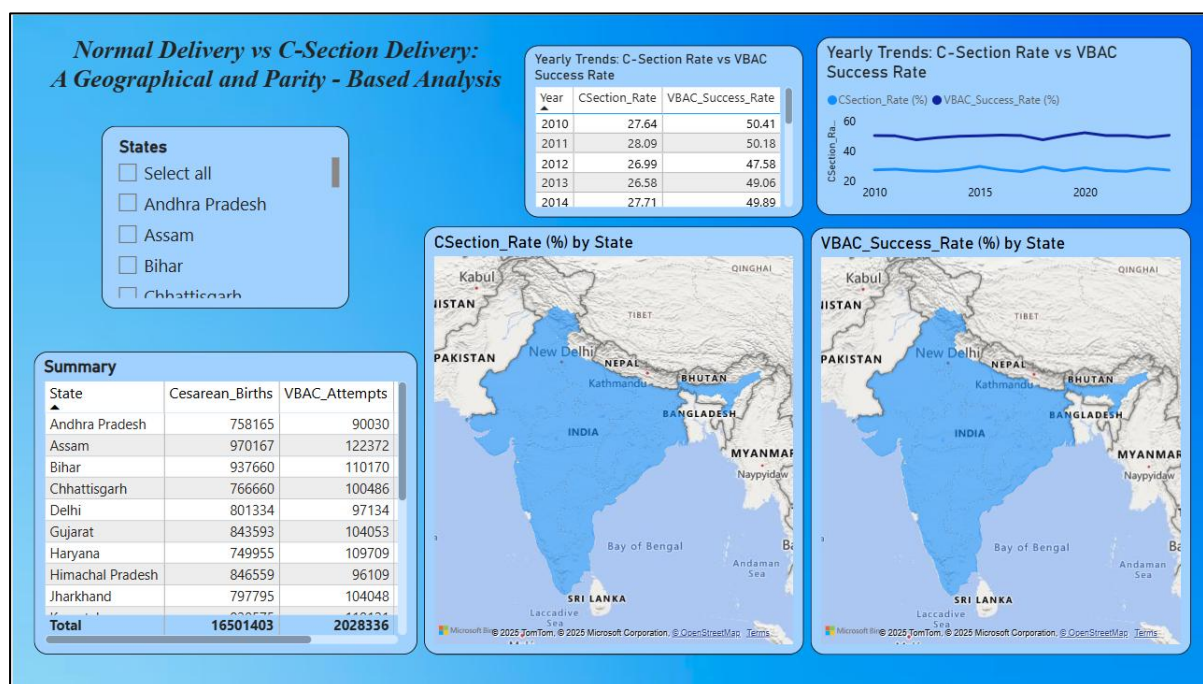 Normal Delivery vs C-Section Delivery:
A Geographical and Parity - Based Analysis
States
Select all
Andhra Pradesh
Assam
Bihar
Chhattisgarh
Yearly Trends: C-Section Rate vs VBAC
Success Rate
Year CSection_Rate VBAC_Success_Rate
2010 27.64 50.41
2011 28.09 50.18
2012 26.99 47.58
2013 26.58 49.06
2014 27.71 49.89
Yearly Trends: C-Section Rate vs VBAC
Success Rate
CSection_Rate (%) VBAC_Success_Rate (%)
CSection_Ra...
60
40
20
2010 2015 2020
Summary
State Cesarean_Births VBAC_Attempts
Andhra Pradesh 758165 90030
Assam 970167 122372
Bihar 937660 110170
Chhattisgarh 766660 100486
Delhi 801334 97134
Gujarat 843593 104053
Haryana 749955 109709
Himachal Pradesh 846559 96109
Jharkhand 797795 104048
Total 16501403 2028336
CSection_Rate (%) by State
Kabul
QINGHAI
NISTAN
TIBET
New Delhi
PAKISTAN
NEPAL
Kathmandu
BHUTAN
BANGLADESH
INDIA
MYANMAR
Naypyidaw
Bay of Bengal
Andaman
Sea
SRI LANKA
Laccadive
Sea
© 2025 TomTom, © 2025 Microsoft Corporation, © OpenStreetMap Terms
VBAC_Success_Rate (%) by State
Kabul
QINGHAI
NISTAN
TIBET
New Delhi
PAKISTAN
NEPAL
Kathmandu
BHUTAN
BANGLADESH
INDIA
MYANMAR
Naypyidaw
Bay of Bengal
Andaman
Sea
SRI LANKA
Laccadive
Sea
© 2025 TomTom, © 2025 Microsoft Corporation, © OpenStreetMap Terms